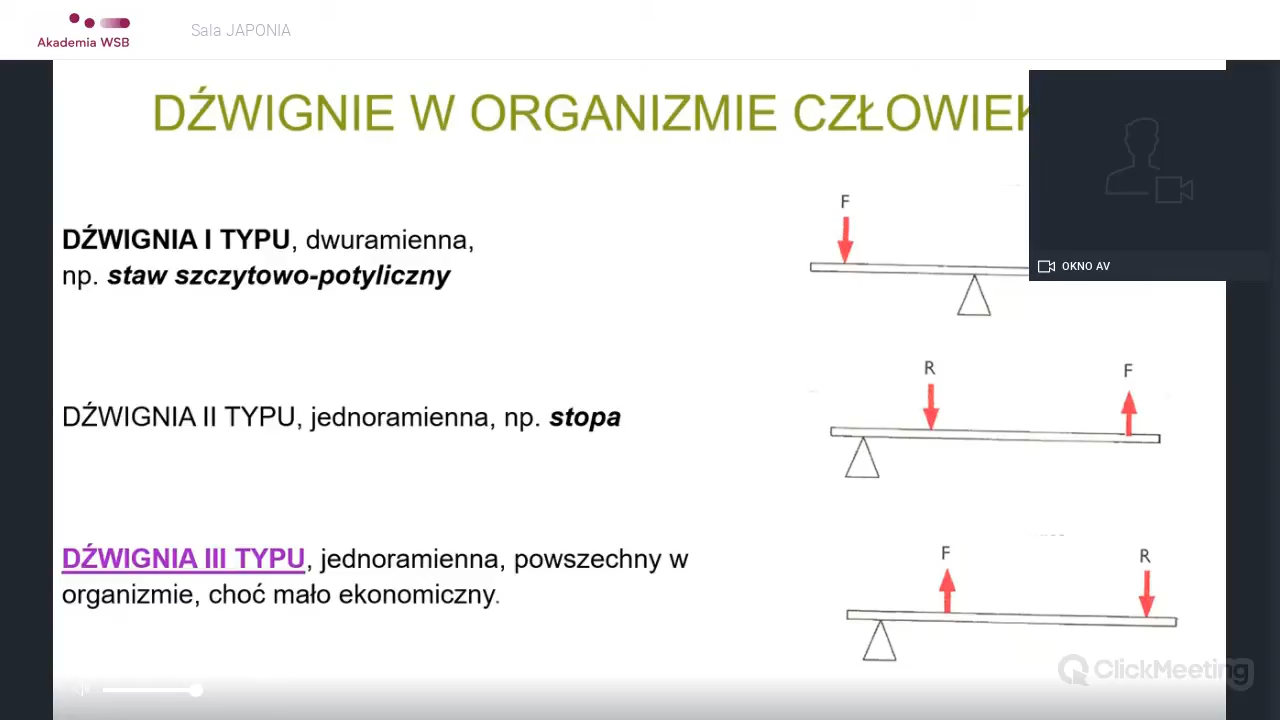 Akademia WSB
Sala JAPONIA
DŹWIGNIE W ORGANIZMIE CZŁOWIEK
F
DŹWIGNIA I TYPU, dwuramienna,
np. staw szczytowo-potyliczny
OKNO AV
R F
DŹWIGNIA II TYPU, jednoramienna, np. stopa
F R
DŹWIGNIA III TYPU, jednoramienna, powszechny w
organizmie, choć mało ekonomiczny.
ClickMeeting